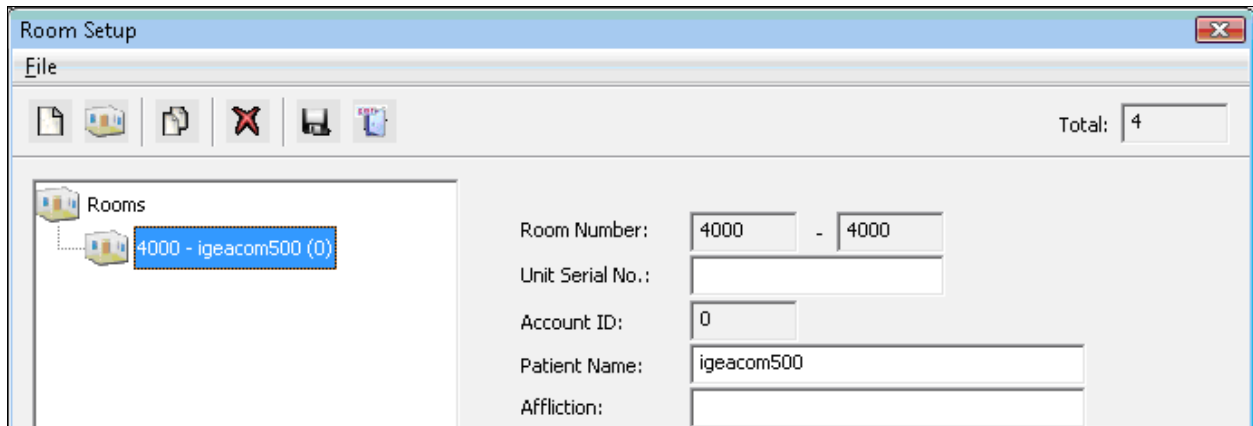 Room Setup
File
Total: 4
Rooms
4000 - igeacom500 (0)
Room Number: 4000 - 4000
Unit Serial No.:
Account ID: 0
Patient Name: igeacom500
Affliction: